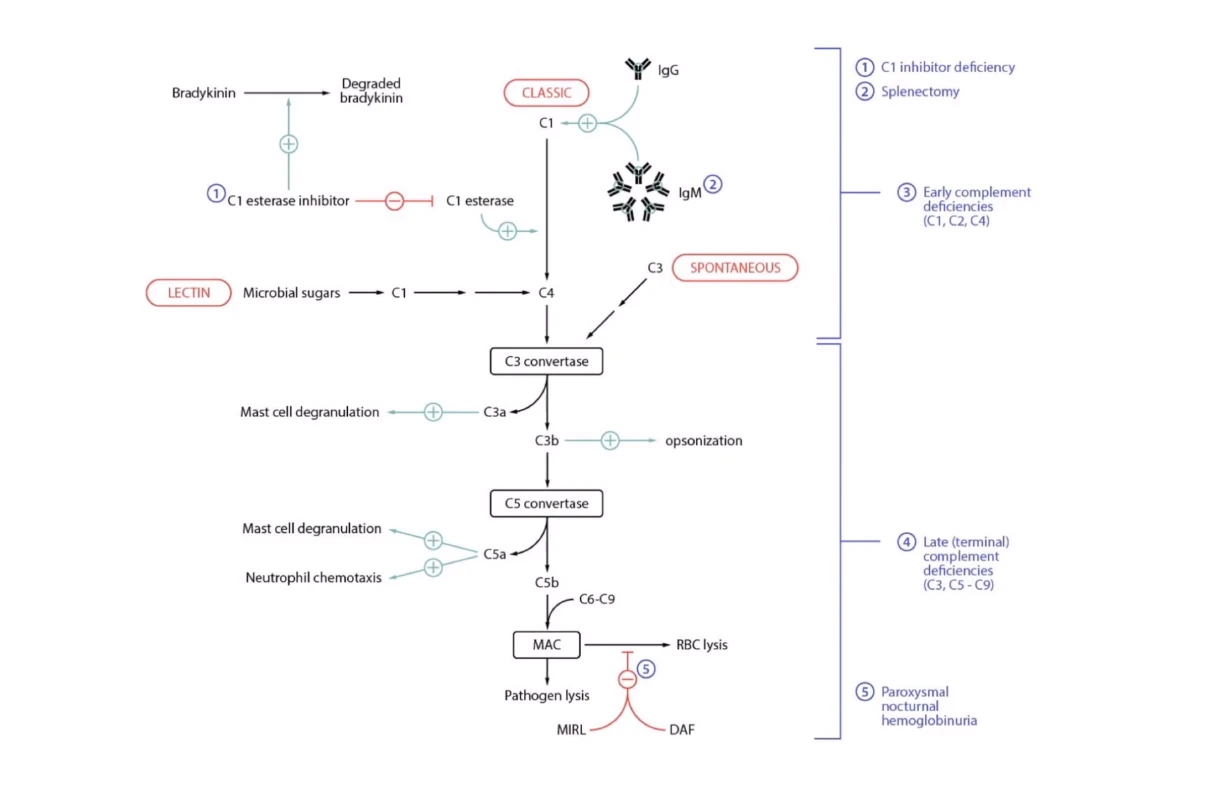 IgG
1 C1 inhibitor deficiency
2 Splenectomy
Bradykinin
Degraded
bradykinin
CLASSIC
C1
+
+
1 C1 esterase inhibitor
−
C1 esterase
+
IgM 2
3 Early complement
deficiencies
(C1, C2, C4)
C3
SPONTANEOUS
LECTIN
Microbial sugars
C1
C4
C3 convertase
Mast cell degranulation
+
C3a
C3b
+
opsonization
C5 convertase
Mast cell degranulation
+
C5a
Neutrophil chemotaxis
+
4 Late (terminal)
complement
deficiencies
(C3, C5 - C9)
C5b
C6-C9
MAC
RBC lysis
−
5
Pathogen lysis
MIRL
DAF
5 Paroxysmal
nocturnal
hemoglobinuria